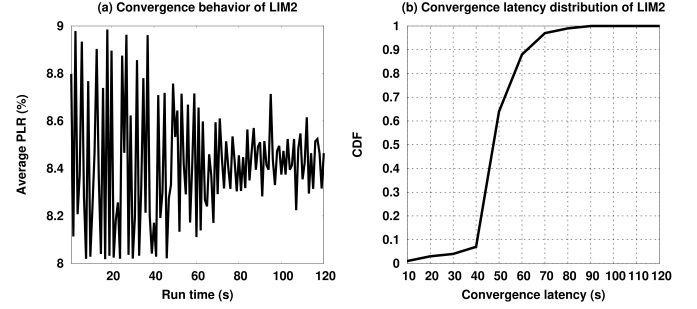 (a) Convergence behavior of LIM2
9
8.8
8.6
8.4
8.2
8
Average PLR (%)
20 40 60 80 100 120
Run time (s)
(b) Convergence latency distribution of LIM2
1
0.9
0.8
0.7
0.6
0.5
0.4
0.3
0.2
0.1
0
CDF
10 20 30 40 50 60 70 80 90 100 110 120
Convergence latency (s)